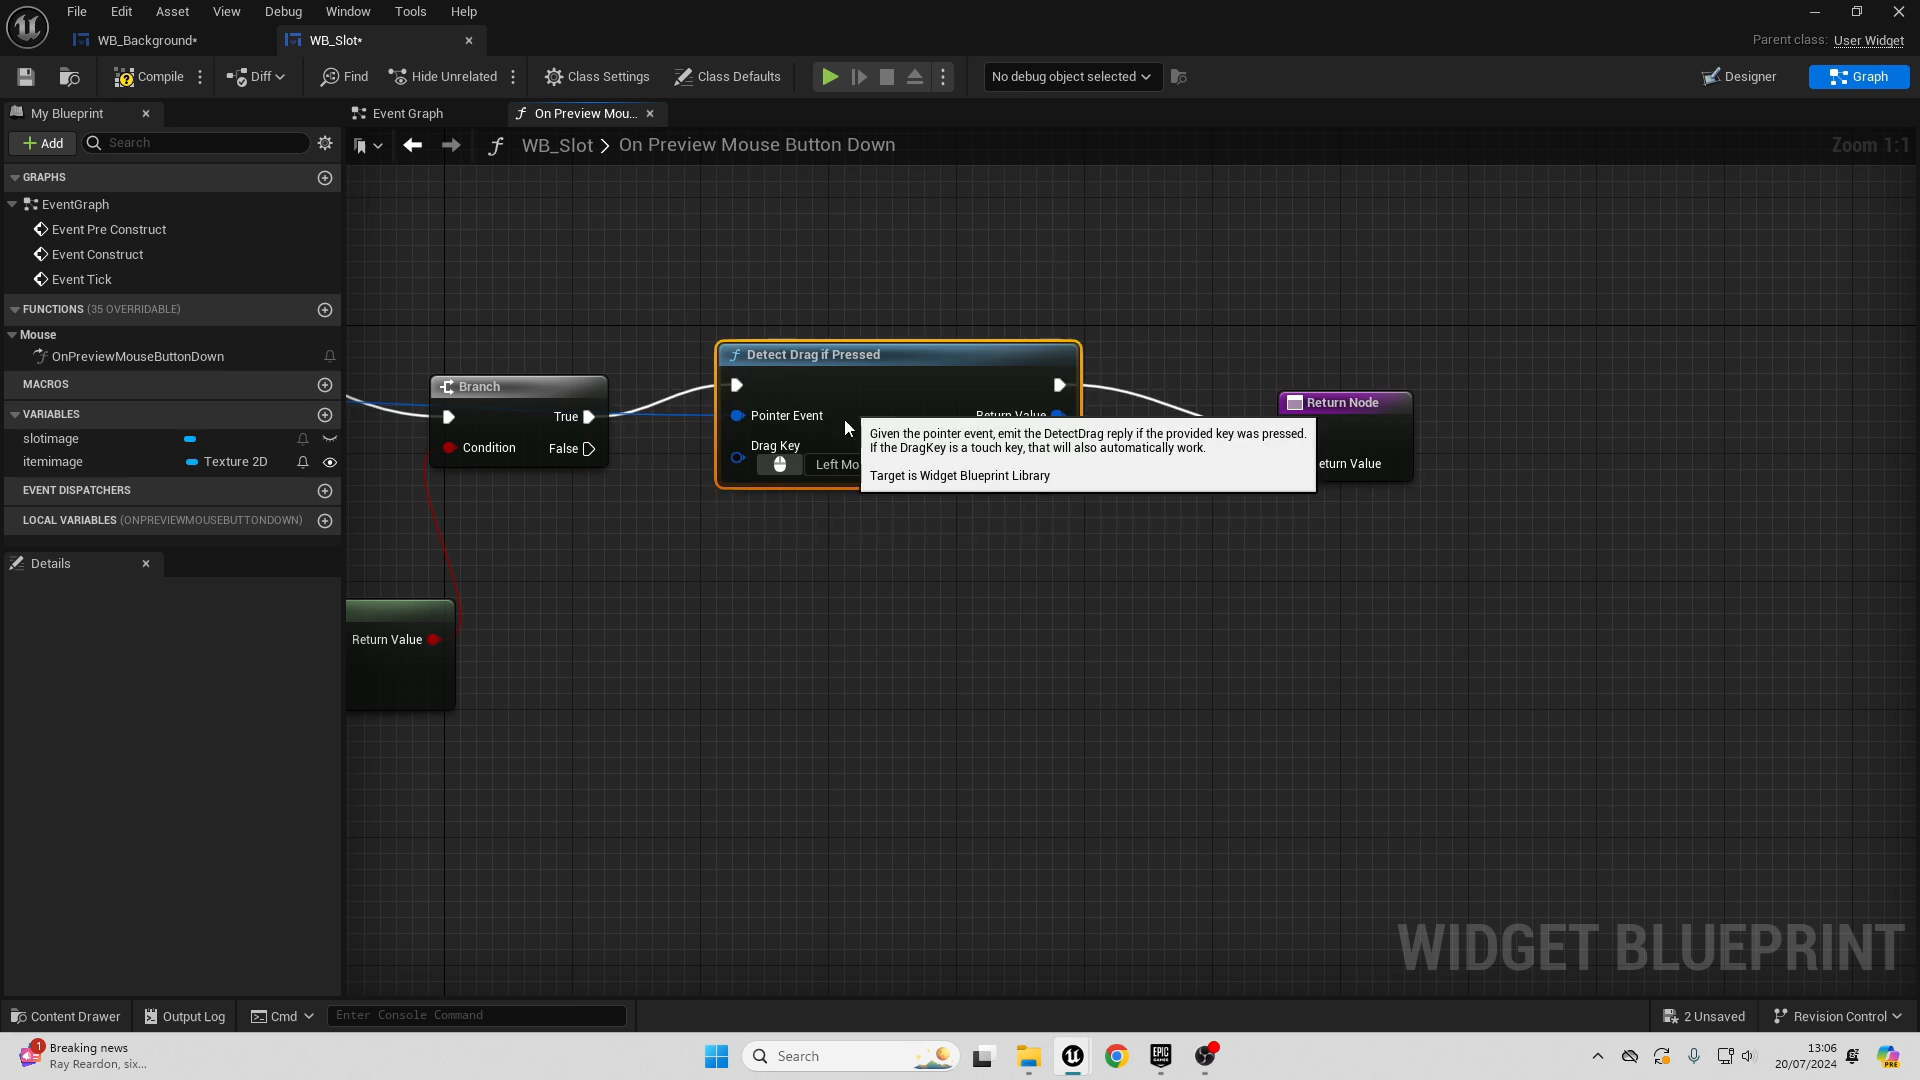 File Edit Asset View Debug Window Tools Help
WB_Background*
WB_Slot*
Parent class: User Widget
Compile
Diff
Find
Hide Unrelated
Class Settings
Class Defaults
No debug object selected
Designer
Graph
My Blueprint
Event Graph
On Preview Mou...
Add
Search
WB_Slot > On Preview Mouse Button Down
Zoom 1:1
GRAPHS
EventGraph
Event Pre Construct
Event Construct
Event Tick
FUNCTIONS (35 OVERRIDABLE)
Mouse
OnPreviewMouseButtonDown
MACROS
VARIABLES
slotimage
itemimage Texture 2D
EVENT DISPATCHERS
LOCAL VARIABLES (ONPREVIEWMOUSEBUTTONDOWN)
Details
Branch
True
Condition
False
Return Value
Detect Drag if Pressed
Pointer Event
Return Value
Drag Key
Left Mo
Given the pointer event, emit the DetectDrag reply if the provided key was pressed.
If the DragKey is a touch key, that will also automatically work.
Target is Widget Blueprint Library
Return Node
eturn Value
WIDGET BLUEPRINT
Content Drawer
Output Log
Cmd
Enter Console Command
2 Unsaved
Revision Control
1
Breaking news
Ray Reardon, six...
Search
EPIC GAMES
13:06
20/07/2024
PRE